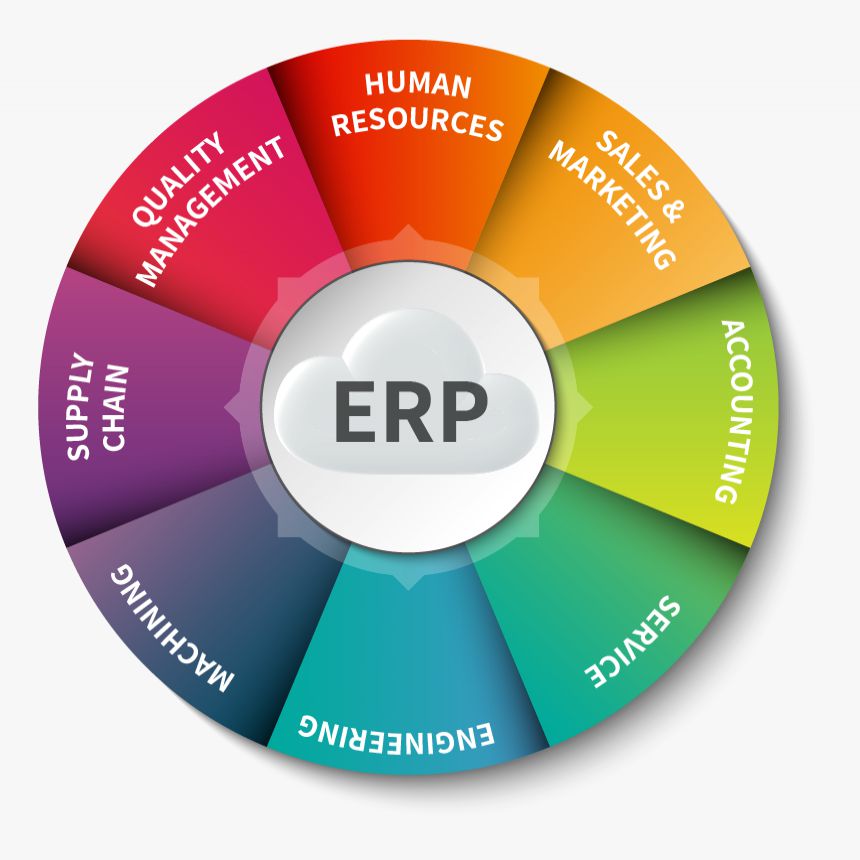 HUMAN
RESOURCES
SALES &
MARKETING
ACCOUNTING
SERVICE
ENGINEERING
MACHINING
SUPPLY
CHAIN
QUALITY
MANAGEMENT
ERP